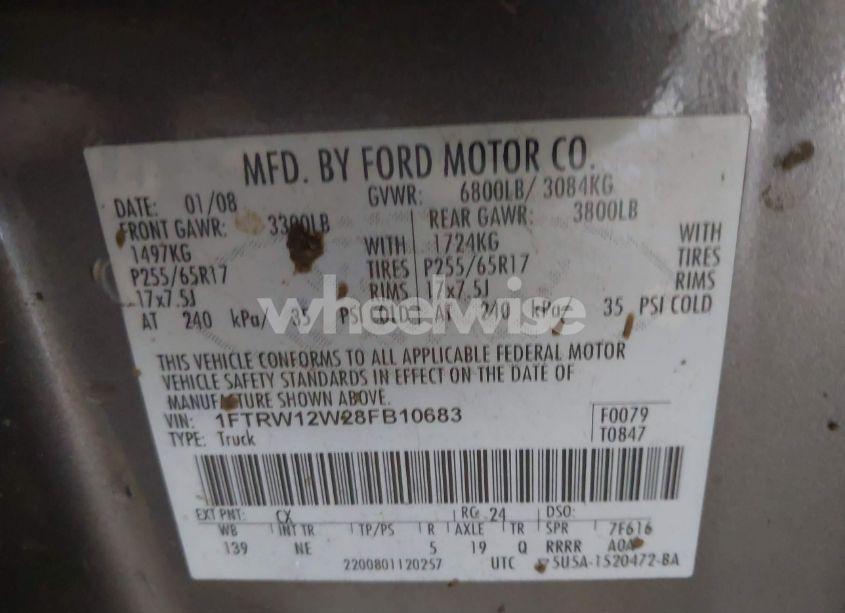 MFD. BY FORD MOTOR CO.
DATE: 01/08 GVWR: 6800LB/ 3084KG
FRONT GAWR: 3300LB REAR GAWR: 3800LB
1497KG WITH 1724KG WITH
P255/65R17 TIRES P255/65R17 TIRES
17x7.5J RIMS 17x7.5J RIMS
AT 240 kPa/ 35 PSI COLD AT 240 kPa/ 35 PSI COLD
wheelwise
THIS VEHICLE CONFORMS TO ALL APPLICABLE FEDERAL MOTOR
VEHICLE SAFETY STANDARDS IN EFFECT ON THE DATE OF
MANUFACTURE SHOWN ABOVE.
VIN: 1FTRW12W28FB10683 F0079
TYPE: Truck T0847
EXT PNT: CX RC: 24 DSO:
WB INT TR TP/PS R AXLE TR SPR 7F616
139 NE 5 19 Q RRRR A0A
2200801120257 UTC 5U5A-1520472-BA